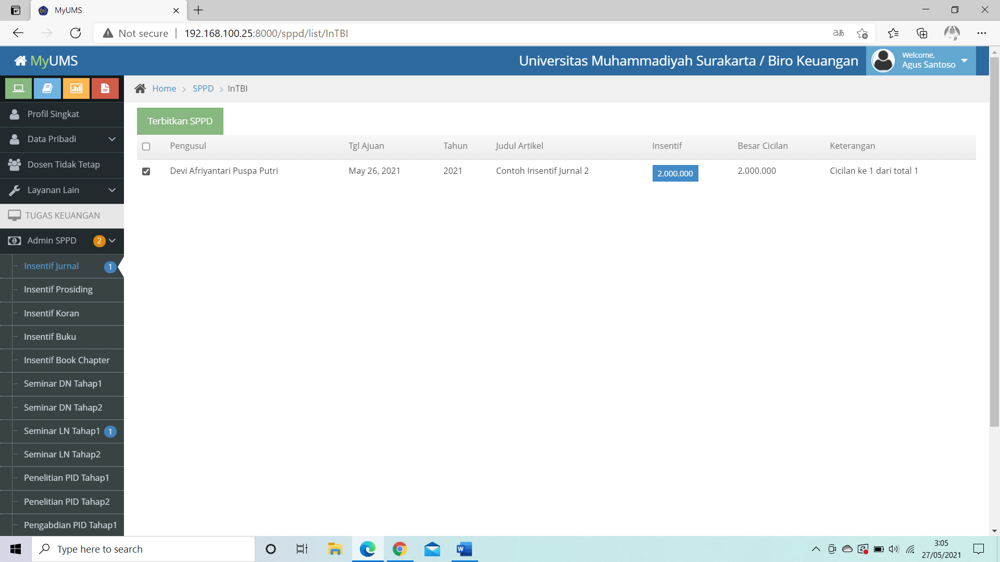 MyUMS
Not secure | 192.168.100.25:8000/sppd/list/InTBI
MyUMS
Universitas Muhammadiyah Surakarta / Biro Keuangan
Welcome,
Agus Santoso
Home > SPPD > InTBI
Profil Singkat
Data Pribadi
Dosen Tidak Tetap
Layanan Lain
TUGAS KEUANGAN
Admin SPPD 2
Insentif Jurnal 1
Insentif Prosiding
Insentif Koran
Insentif Buku
Insentif Book Chapter
Seminar DN Tahap1
Seminar DN Tahap2
Seminar LN Tahap1 1
Seminar LN Tahap2
Penelitian PID Tahap1
Penelitian PID Tahap2
Pengabdian PID Tahap1
Terbitkan SPPD
Pengusul Tgl Ajuan Tahun Judul Artikel Insentif Besar Cicilan Keterangan
Devi Afriyantari Puspa Putri May 26, 2021 2021 Contoh Insentif Jurnal 2 2.000.000 2.000.000 Cicilan ke 1 dari total 1
Type here to search
3:05
27/05/2021